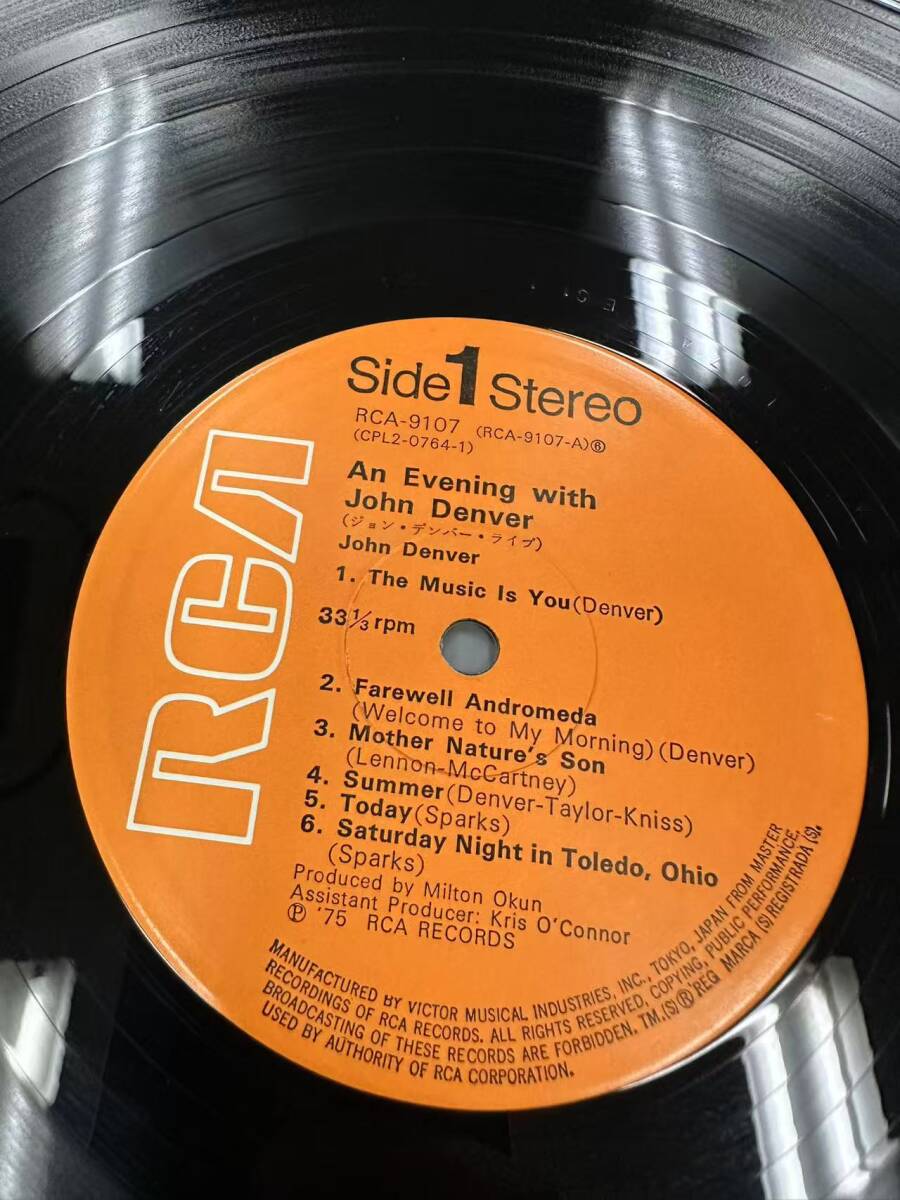 Side 1 Stereo
RCA-9107 (RCA-9107-A)⑥
(CPL2-0764-1)
An Evening with
John Denver
(ジョン・デンバー・ライブ)
John Denver
1. The Music Is You(Denver)
33⅓ rpm
2. Farewell Andromeda
(Welcome to My Morning)(Denver)
3. Mother Nature's Son
(Lennon-McCartney)
4. Summer(Denver-Taylor-Kniss)
5. Today(Sparks)
6. Saturday Night in Toledo, Ohio
(Sparks)
Produced by Milton Okun
Assistant Producer: Kris O'Connor
Ⓟ '75 RCA RECORDS
MANUFACTURED BY VICTOR MUSICAL INDUSTRIES, INC, TOKYO, JAPAN FROM MASTER
RECORDINGS OF RCA RECORDS. ALL RIGHTS RESERVED, COPYING, PUBLIC PERFORMANCE,
BROADCASTING OF THESE RECORDS ARE FORBIDDEN. TM.(S)® REG MARCA (S) REGISTRADA (S).
USED BY AUTHORITY OF RCA CORPORATION.
RCA